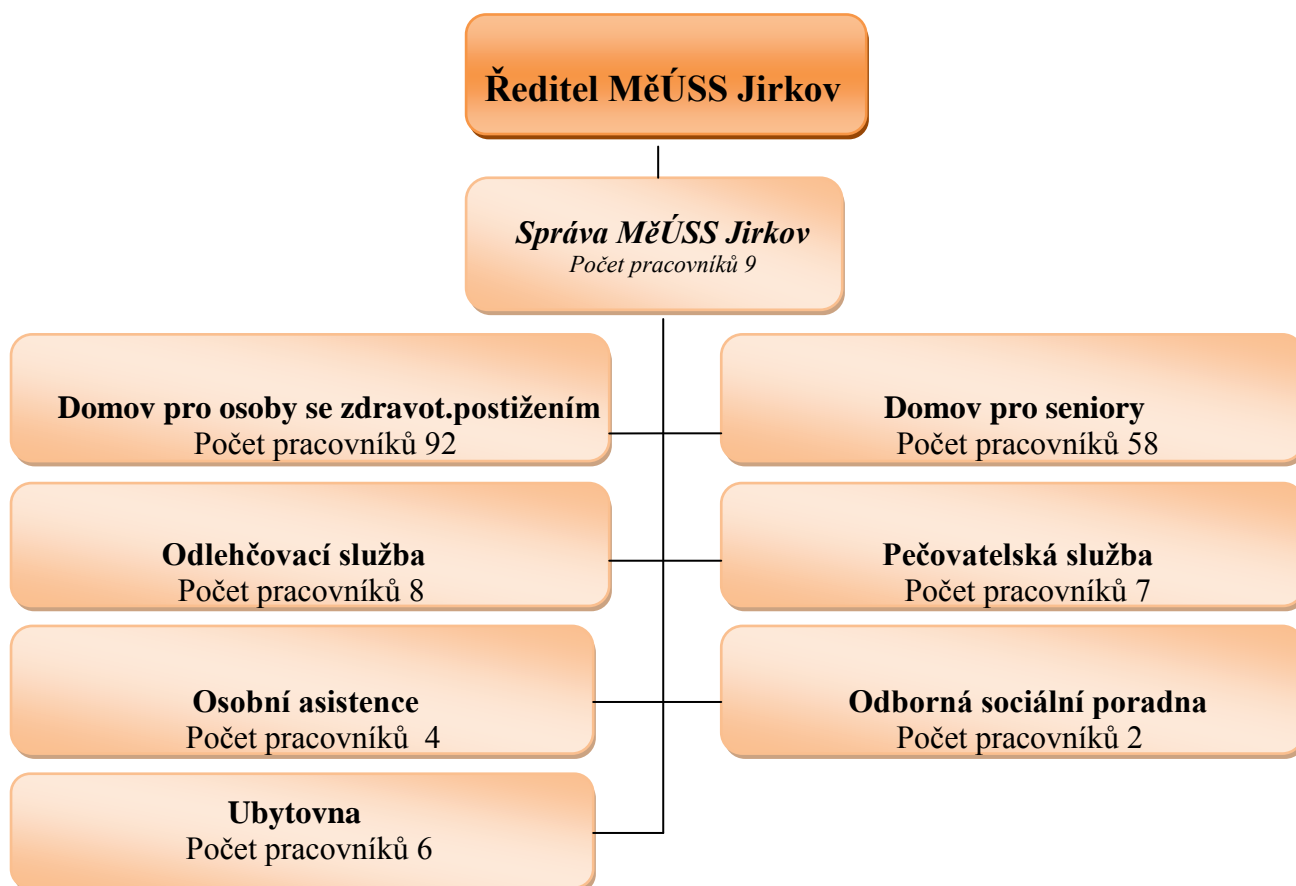 Ředitel MěÚSS Jirkov
Správa MěÚSS Jirkov
Počet pracovníků 9
Domov pro osoby se zdravot.postižením
Počet pracovníků 92
Domov pro seniory
Počet pracovníků 58
Odlehčovací služba
Počet pracovníků 8
Pečovatelská služba
Počet pracovníků 7
Osobní asistence
Počet pracovníků 4
Odborná sociální poradna
Počet pracovníků 2
Ubytovna
Počet pracovníků 6